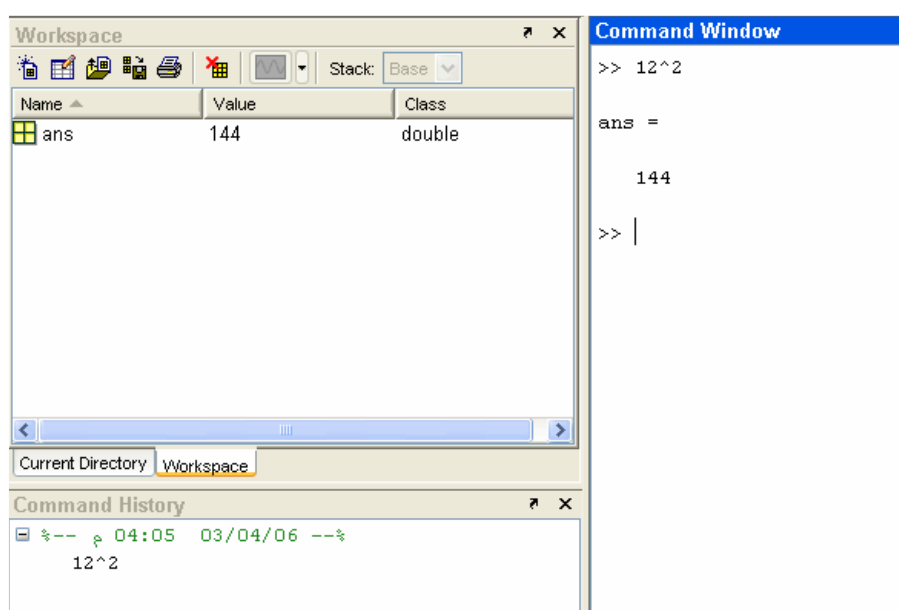 Workspace
Stack: Base
Name Value Class
ans 144 double
Current Directory Workspace
Command History
%-- م 04:05 03/04/06 --%
12^2
Command Window
>> 12^2
ans =
144
>>